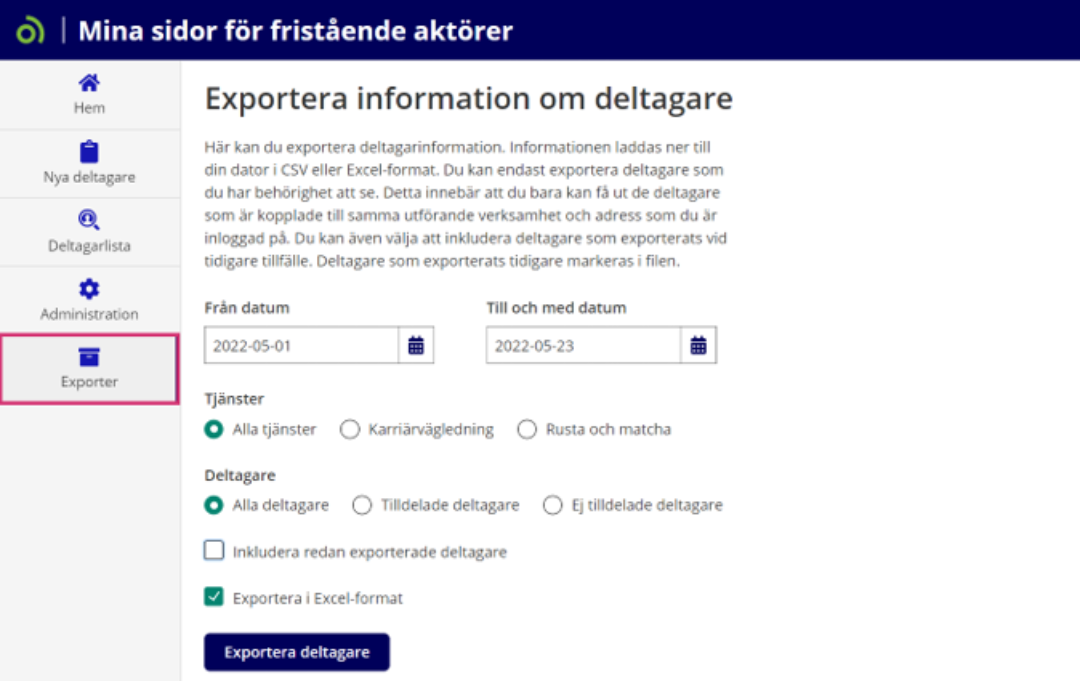 Mina sidor för fristående aktörer
Hem
Nya deltagare
Deltagarlista
Administration
Exporter
Exportera information om deltagare
Här kan du exportera deltagarinformation. Informationen laddas ner till
din dator i CSV eller Excel-format. Du kan endast exportera deltagare som
du har behörighet att se. Detta innebär att du bara kan få ut de deltagare
som är kopplade till samma utförande verksamhet och adress som du är
inloggad på. Du kan även välja att inkludera deltagare som exporterats vid
tidigare tillfälle. Deltagare som exporterats tidigare markeras i filen.
Från datum Till och med datum
2022-05-01 2022-05-23
Tjänster
Alla tjänster Karriärvägledning Rusta och matcha
Deltagare
Alla deltagare Tilldelade deltagare Ej tilldelade deltagare
Inkludera redan exporterade deltagare
Exportera i Excel-format
Exportera deltagare